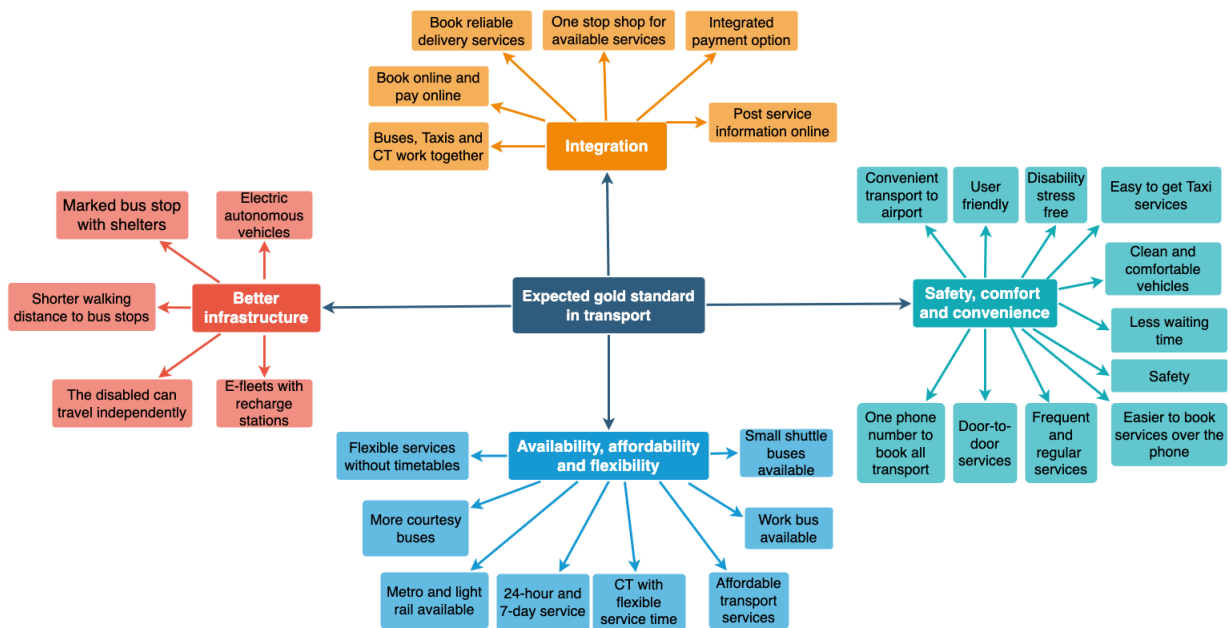 Book reliable
delivery services
One stop shop for
available services
Integrated
payment option
Book online and
pay online
Post service
information online
Buses, Taxis and
CT work together
Integration
Marked bus stop
with shelters
Electric
autonomous
vehicles
Shorter walking
distance to bus stops
Better
infrastructure
The disabled can
travel independently
E-fleets with
recharge
stations
Expected gold standard
in transport
Convenient
transport to
airport
User
friendly
Disability
stress
free
Easy to get Taxi
services
Clean and
comfortable
vehicles
Safety, comfort
and convenience
Less waiting
time
Safety
One phone
number to
book all
transport
Door-to-
door
services
Frequent
and
regular
services
Easier to book
services over the
phone
Flexible services
without timetables
Availability, affordability
and flexibility
Small shuttle
buses available
More courtesy
buses
Work bus
available
Metro and light
rail available
24-hour and
7-day service
CT with
flexible
service time
Affordable
transport
services